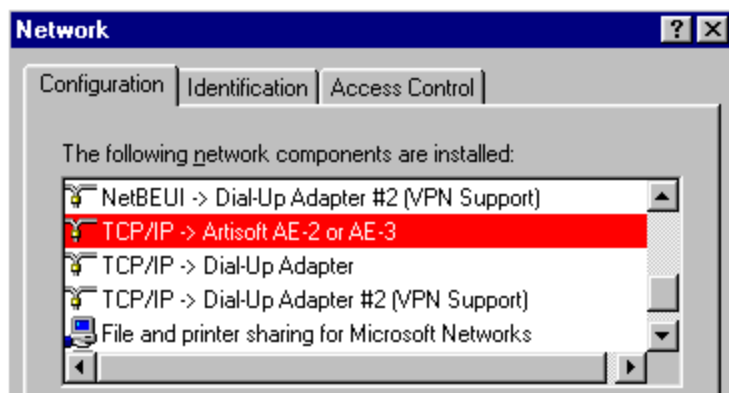 Network
Configuration Identification Access Control
The following network components are installed:
NetBEUI -> Dial-Up Adapter #2 (VPN Support)
TCP/IP -> Artisoft AE-2 or AE-3
TCP/IP -> Dial-Up Adapter
TCP/IP -> Dial-Up Adapter #2 (VPN Support)
File and printer sharing for Microsoft Networks